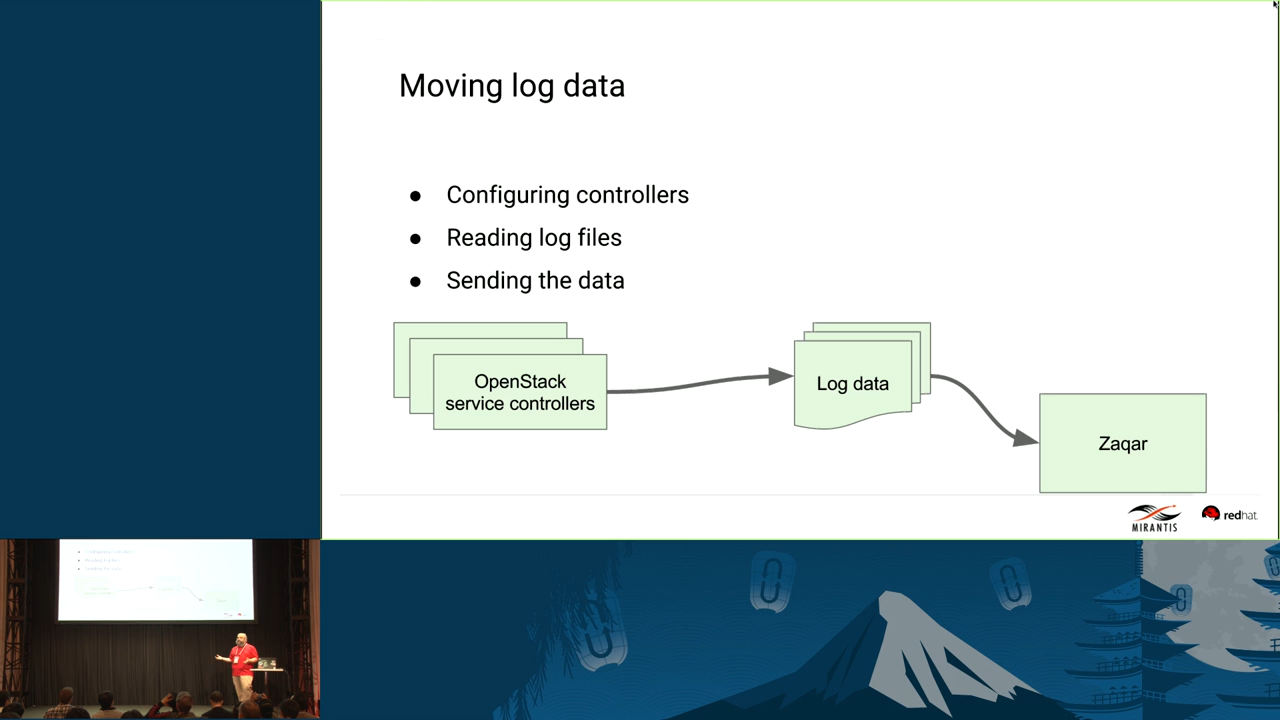 Moving log data
● Configuring controllers
● Reading log files
● Sending the data
OpenStack
service controllers
Log data
Zaqar
MIRANTIS
redhat.